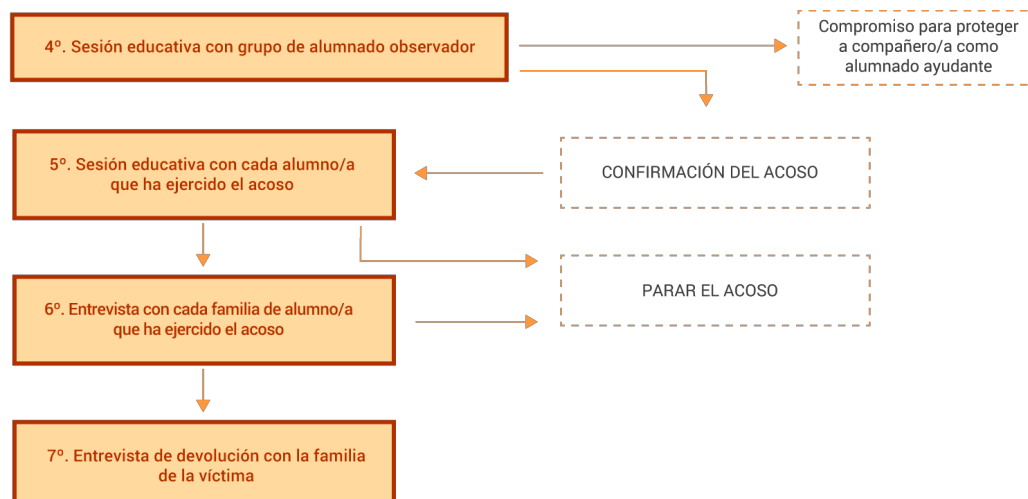 4º. Sesión educativa con grupo de alumnado observador
Compromiso para proteger
a compañero/a como
alumnado ayudante
5º. Sesión educativa con cada alumno/a
que ha ejercido el acoso
CONFIRMACIÓN DEL ACOSO
PARAR EL ACOSO
6º. Entrevista con cada familia de alumno/a
que ha ejercido el acoso
7º. Entrevista de devolución con la familia
de la víctima